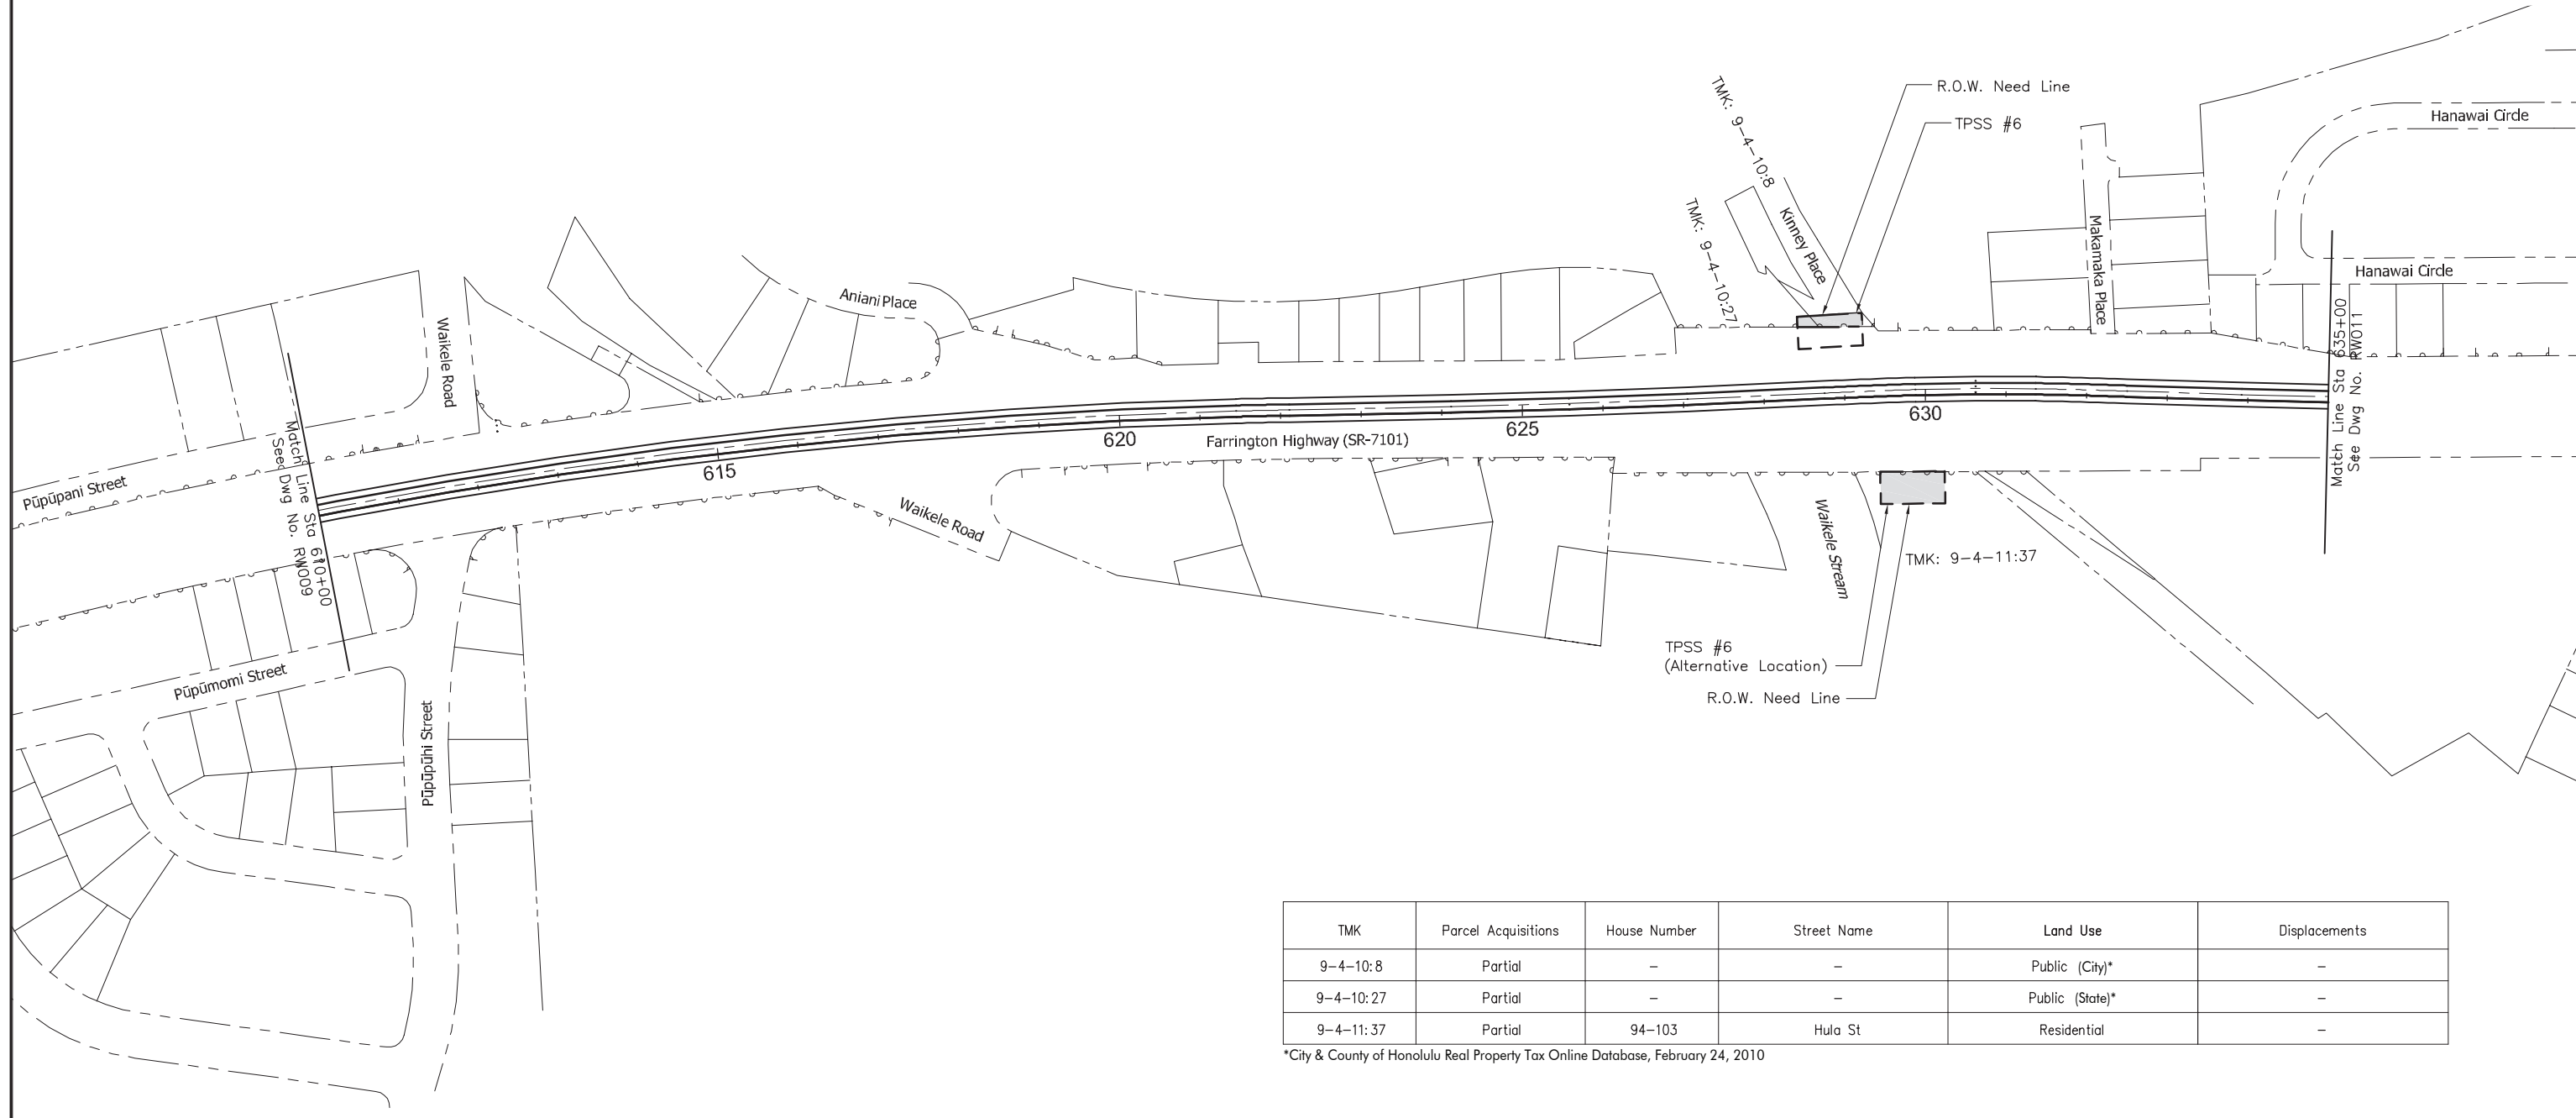 R.O.W. Need Line
TPSS #6
TMK: 9-4-10:8
TMK: 9-4-10:27
Kinney Place
Makamaka Place
Hanawai Circle
Hanawai Circle
Match Line Sta 635+00
See Dwg No. RW011
Waikele Road
Aniani Place
Match Line Sta 610+00
See Dwg No. RW009
Pūpūpani Street
615
620
625
630
Farrington Highway (SR-7101)
Waikele Road
Waikele Stream
TMK: 9-4-11:37
TPSS #6
(Alternative Location)
R.O.W. Need Line
Pūpūmomi Street
Pūpūpūhi Street
TMK Parcel Acquisitions House Number Street Name Land Use Displacements
9-4-10:8 Partial - - Public (City)* -
9-4-10:27 Partial - - Public (State)* -
9-4-11:37 Partial 94-103 Hula St Residential -
*City & County of Honolulu Real Property Tax Online Database, February 24, 2010